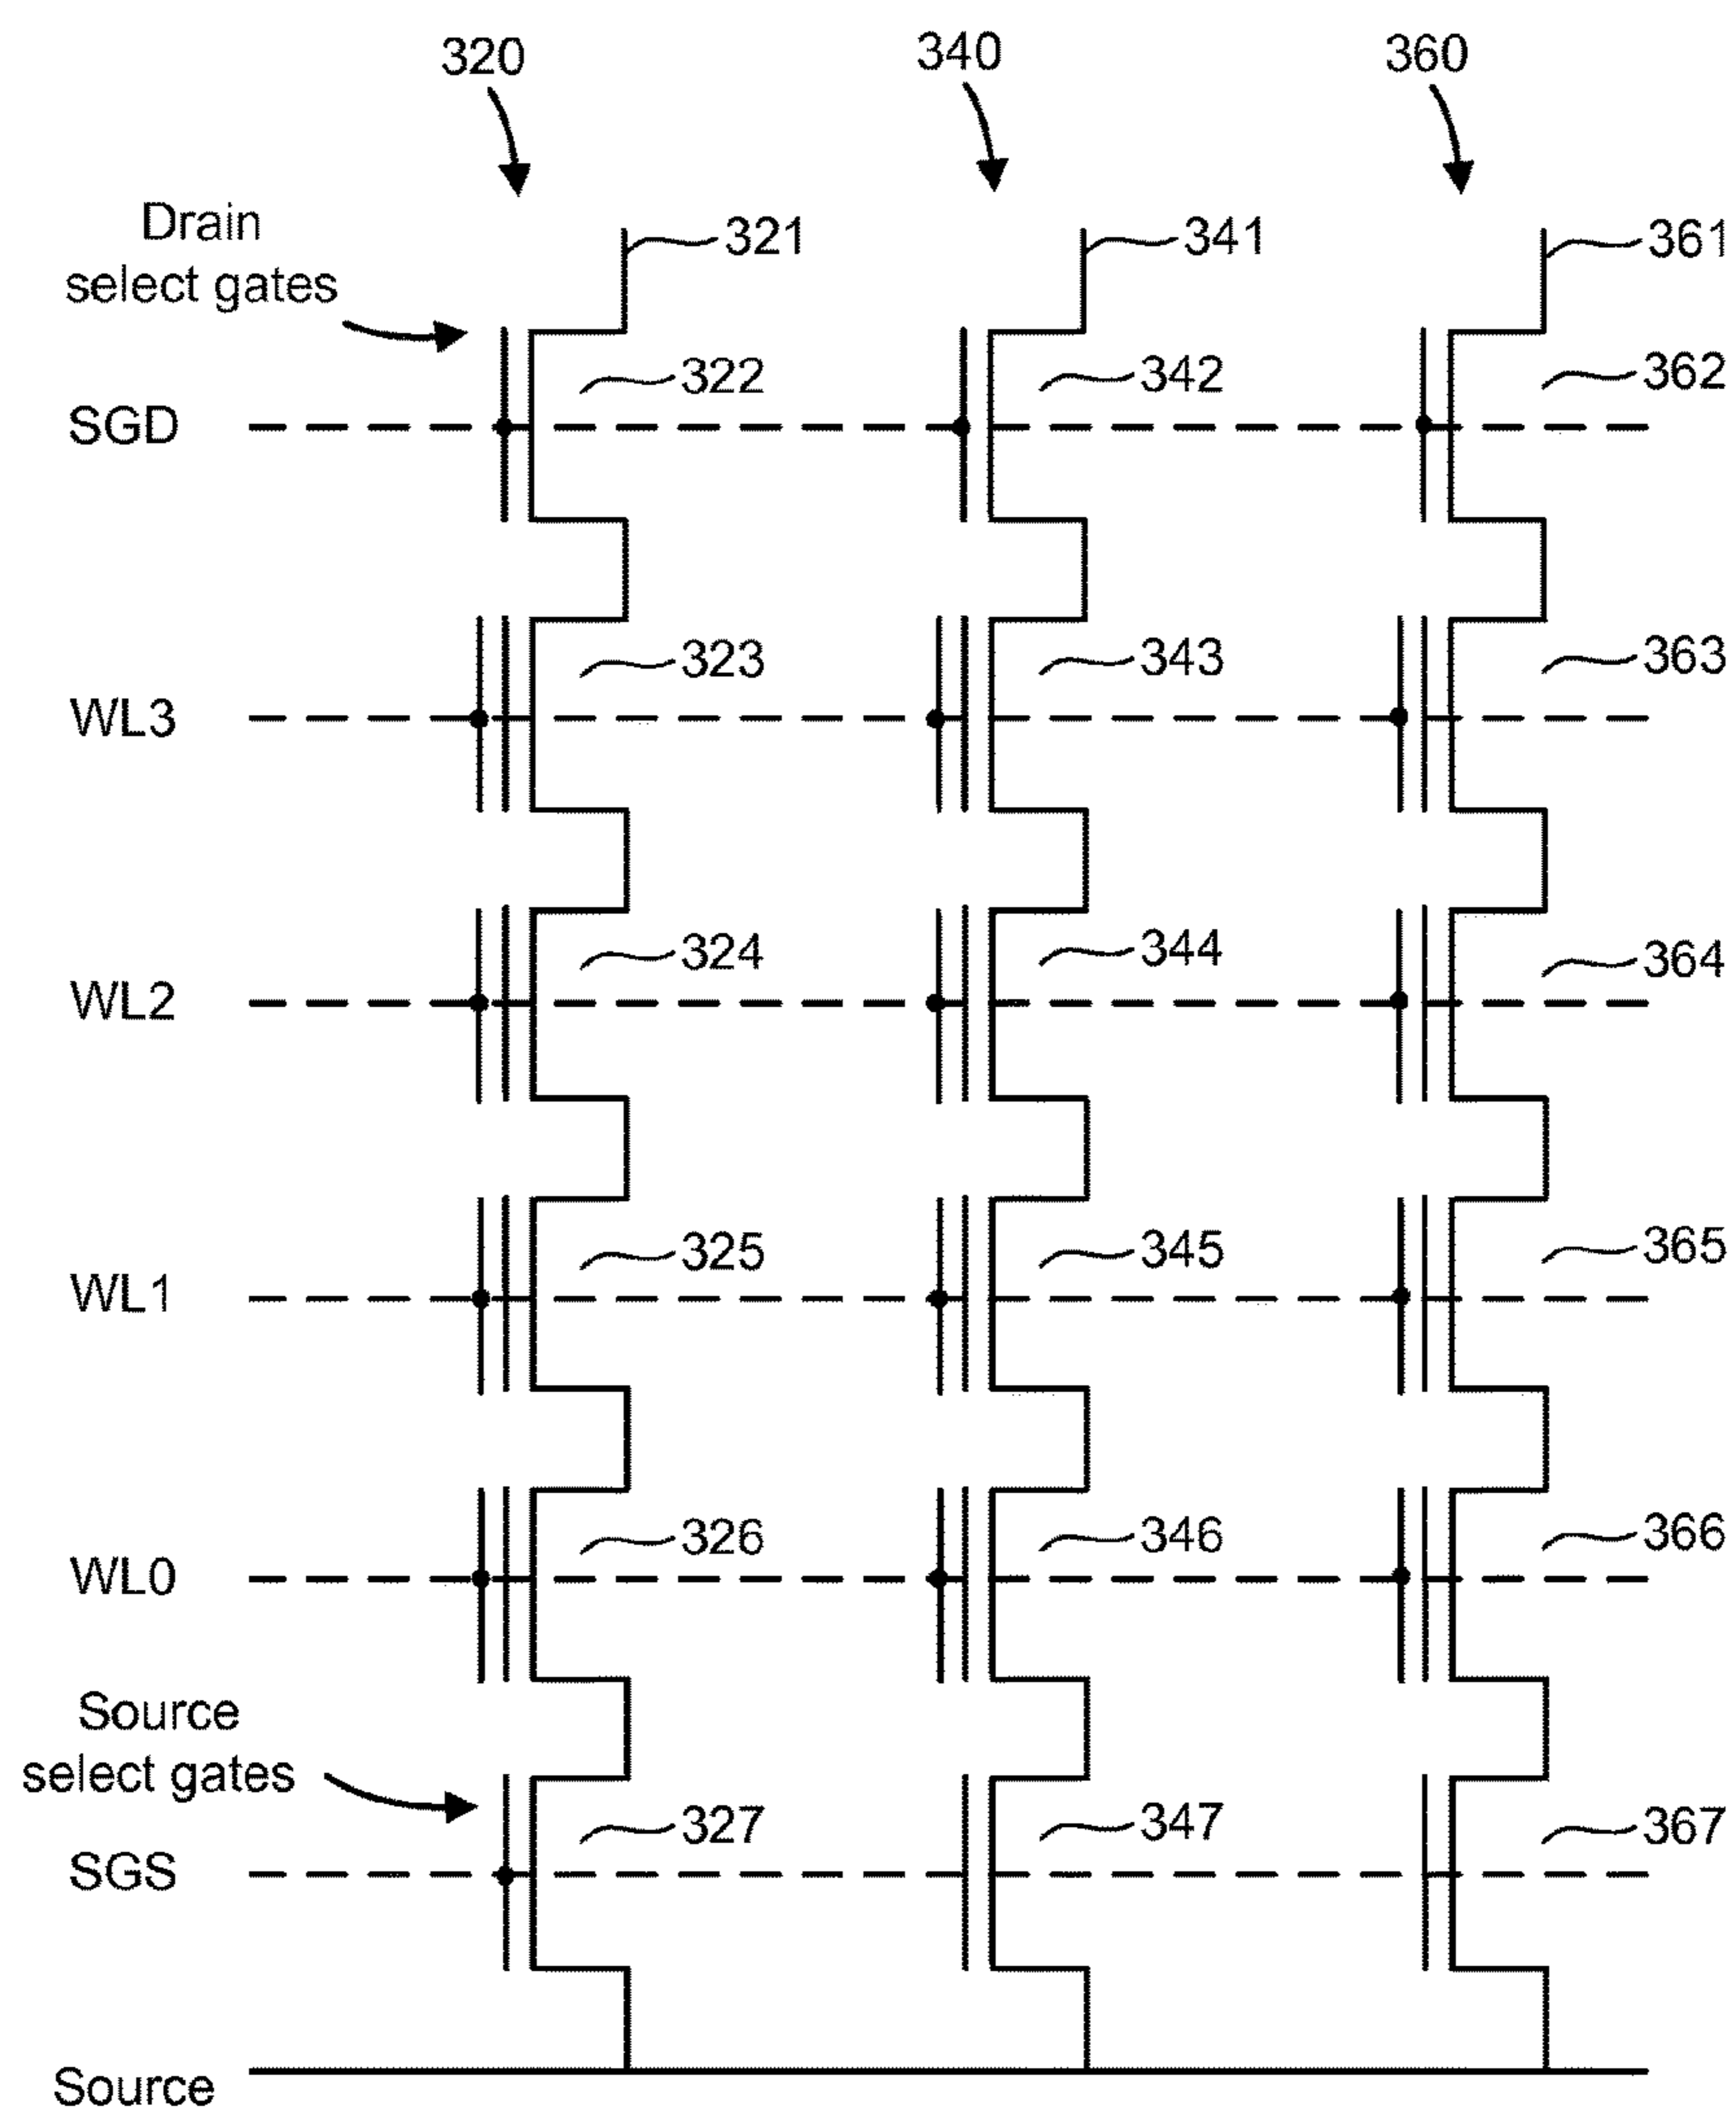 320 340 360
Drain
select gates
321 341 361
322 342 362
SGD
323 343 363
WL3
324 344 364
WL2
325 345 365
WL1
326 346 366
WL0
Source
select gates
327 347 367
SGS
Source